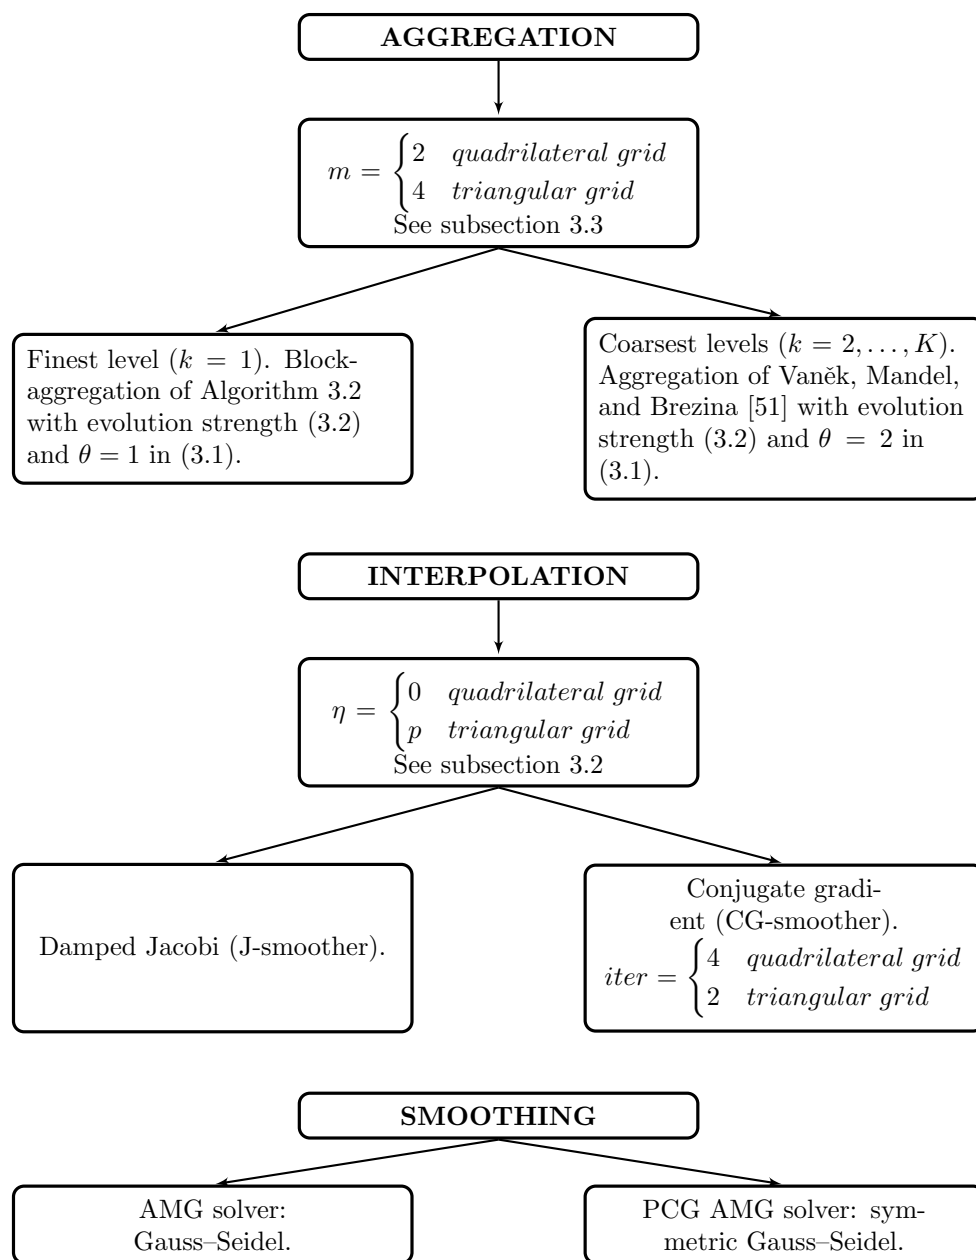 AGGREGATION
m = {2 quadrilateral grid
4 triangular grid
See subsection 3.3
Finest level (k = 1). Block-
aggregation of Algorithm 3.2
with evolution strength (3.2)
and θ = 1 in (3.1).
Coarsest levels (k = 2, . . . , K).
Aggregation of Vaněk, Mandel,
and Brezina [51] with evolution
strength (3.2) and θ = 2 in
(3.1).
INTERPOLATION
η = {0 quadrilateral grid
p triangular grid
See subsection 3.2
Damped Jacobi (J-smoother).
Conjugate gradi-
ent (CG-smoother).
iter = {4 quadrilateral grid
2 triangular grid
SMOOTHING
AMG solver:
Gauss–Seidel.
PCG AMG solver: sym-
metric Gauss–Seidel.